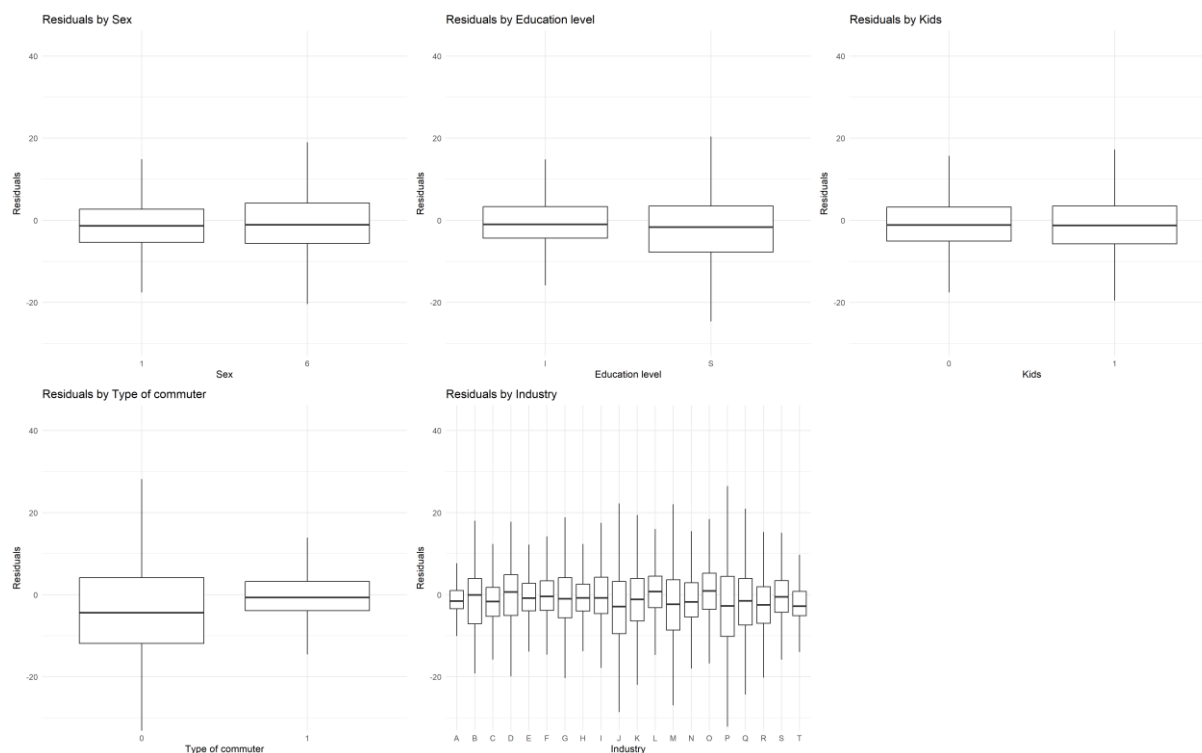 Residuals by Sex
40
20
0
-20
Residuals
1 6
Sex
Residuals by Education level
40
20
0
-20
Residuals
I S
Education level
Residuals by Kids
40
20
0
-20
Residuals
0 1
Kids
Residuals by Type of commuter
40
20
0
-20
Residuals
0 1
Type of commuter
Residuals by Industry
40
20
0
-20
Residuals
A B C D E F G H I J K L M N O P Q R S T
Industry